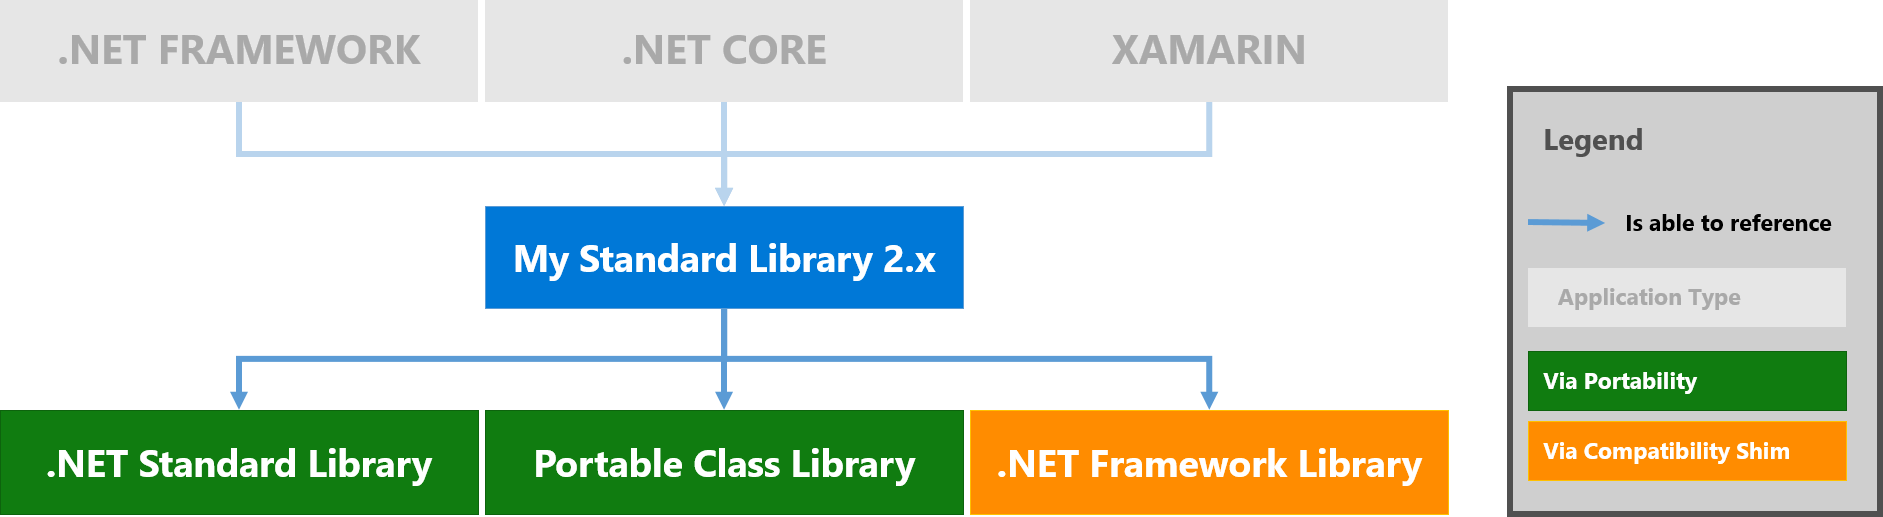 .NET FRAMEWORK
.NET CORE
XAMARIN
My Standard Library 2.x
.NET Standard Library
Portable Class Library
.NET Framework Library
Legend
Is able to reference
Application Type
Via Portability
Via Compatibility Shim